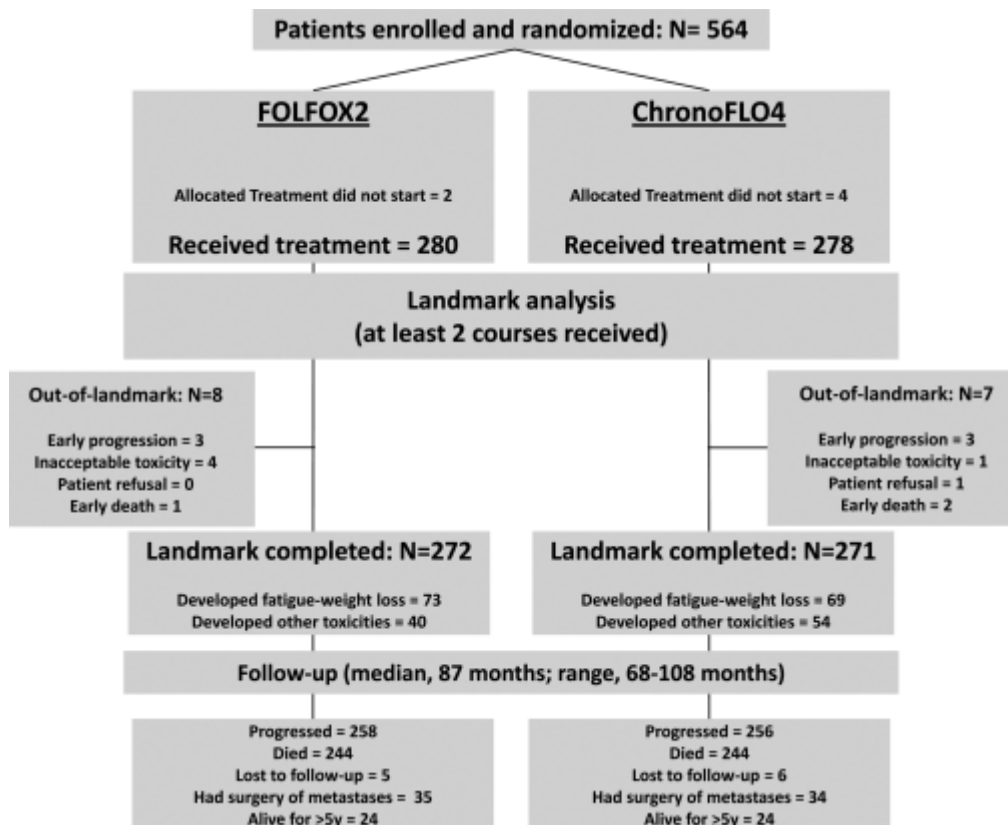 Patients enrolled and randomized: N= 564
FOLFOX2
Allocated Treatment did not start = 2
Received treatment = 280
ChronoFLO4
Allocated Treatment did not start = 4
Received treatment = 278
Landmark analysis
(at least 2 courses received)
Out-of-landmark: N=8
Early progression = 3
Inacceptable toxicity = 4
Patient refusal = 0
Early death = 1
Out-of-landmark: N=7
Early progression = 3
Inacceptable toxicity = 1
Patient refusal = 1
Early death = 2
Landmark completed: N=272
Developed fatigue-weight loss = 73
Developed other toxicities = 40
Landmark completed: N=271
Developed fatigue-weight loss = 69
Developed other toxicities = 54
Follow-up (median, 87 months; range, 68-108 months)
Progressed = 258
Died = 244
Lost to follow-up = 5
Had surgery of metastases = 35
Alive for >5y = 24
Progressed = 256
Died = 244
Lost to follow-up = 6
Had surgery of metastases = 34
Alive for >5y = 24